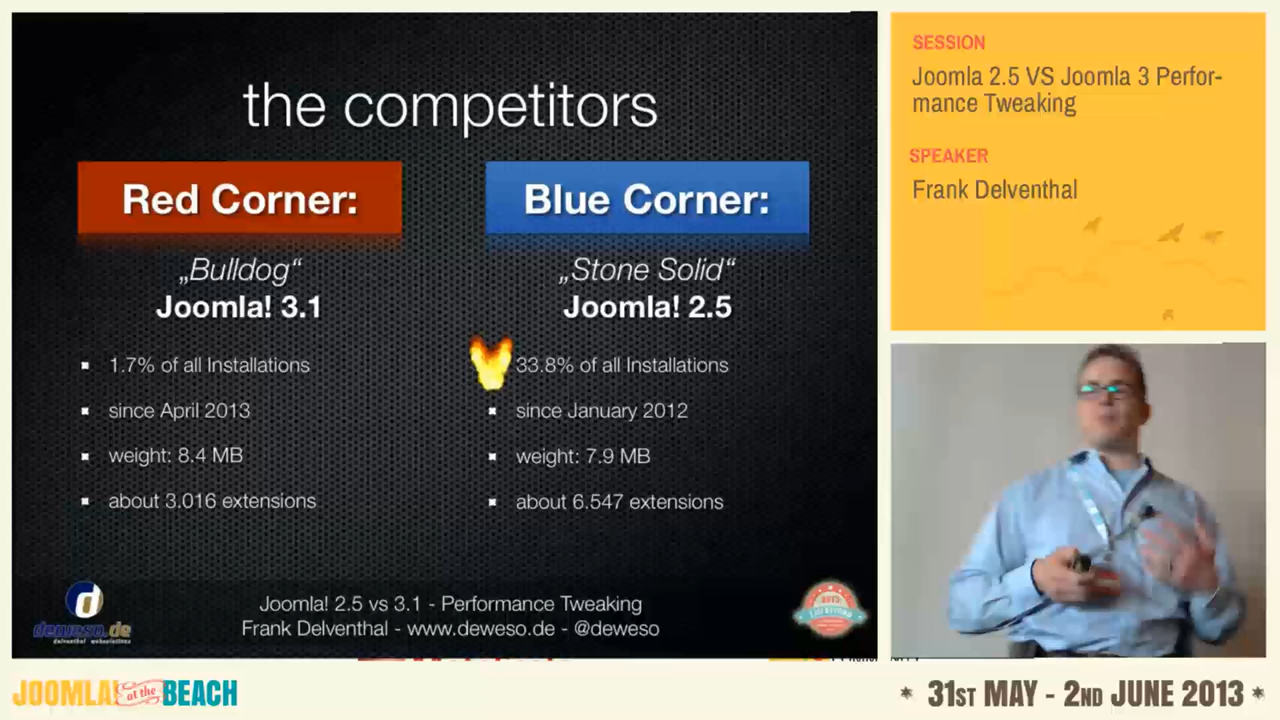 the competitors
Red Corner:
„Bulldog“
Joomla! 3.1
1.7% of all Installations
since April 2013
weight: 8.4 MB
about 3.016 extensions
Blue Corner:
„Stone Solid“
Joomla! 2.5
33.8% of all Installations
since January 2012
weight: 7.9 MB
about 6.547 extensions
d
deweso.de
delventhal websolutions
Joomla! 2.5 vs 3.1 - Performance Tweaking
Frank Delventhal - www.deweso.de - @deweso
2013
SESSION
Joomla 2.5 VS Joomla 3 Perfor-
mance Tweaking
SPEAKER
Frank Delventhal
JOOMLA! at the BEACH
* 31ST MAY - 2ND JUNE 2013 *